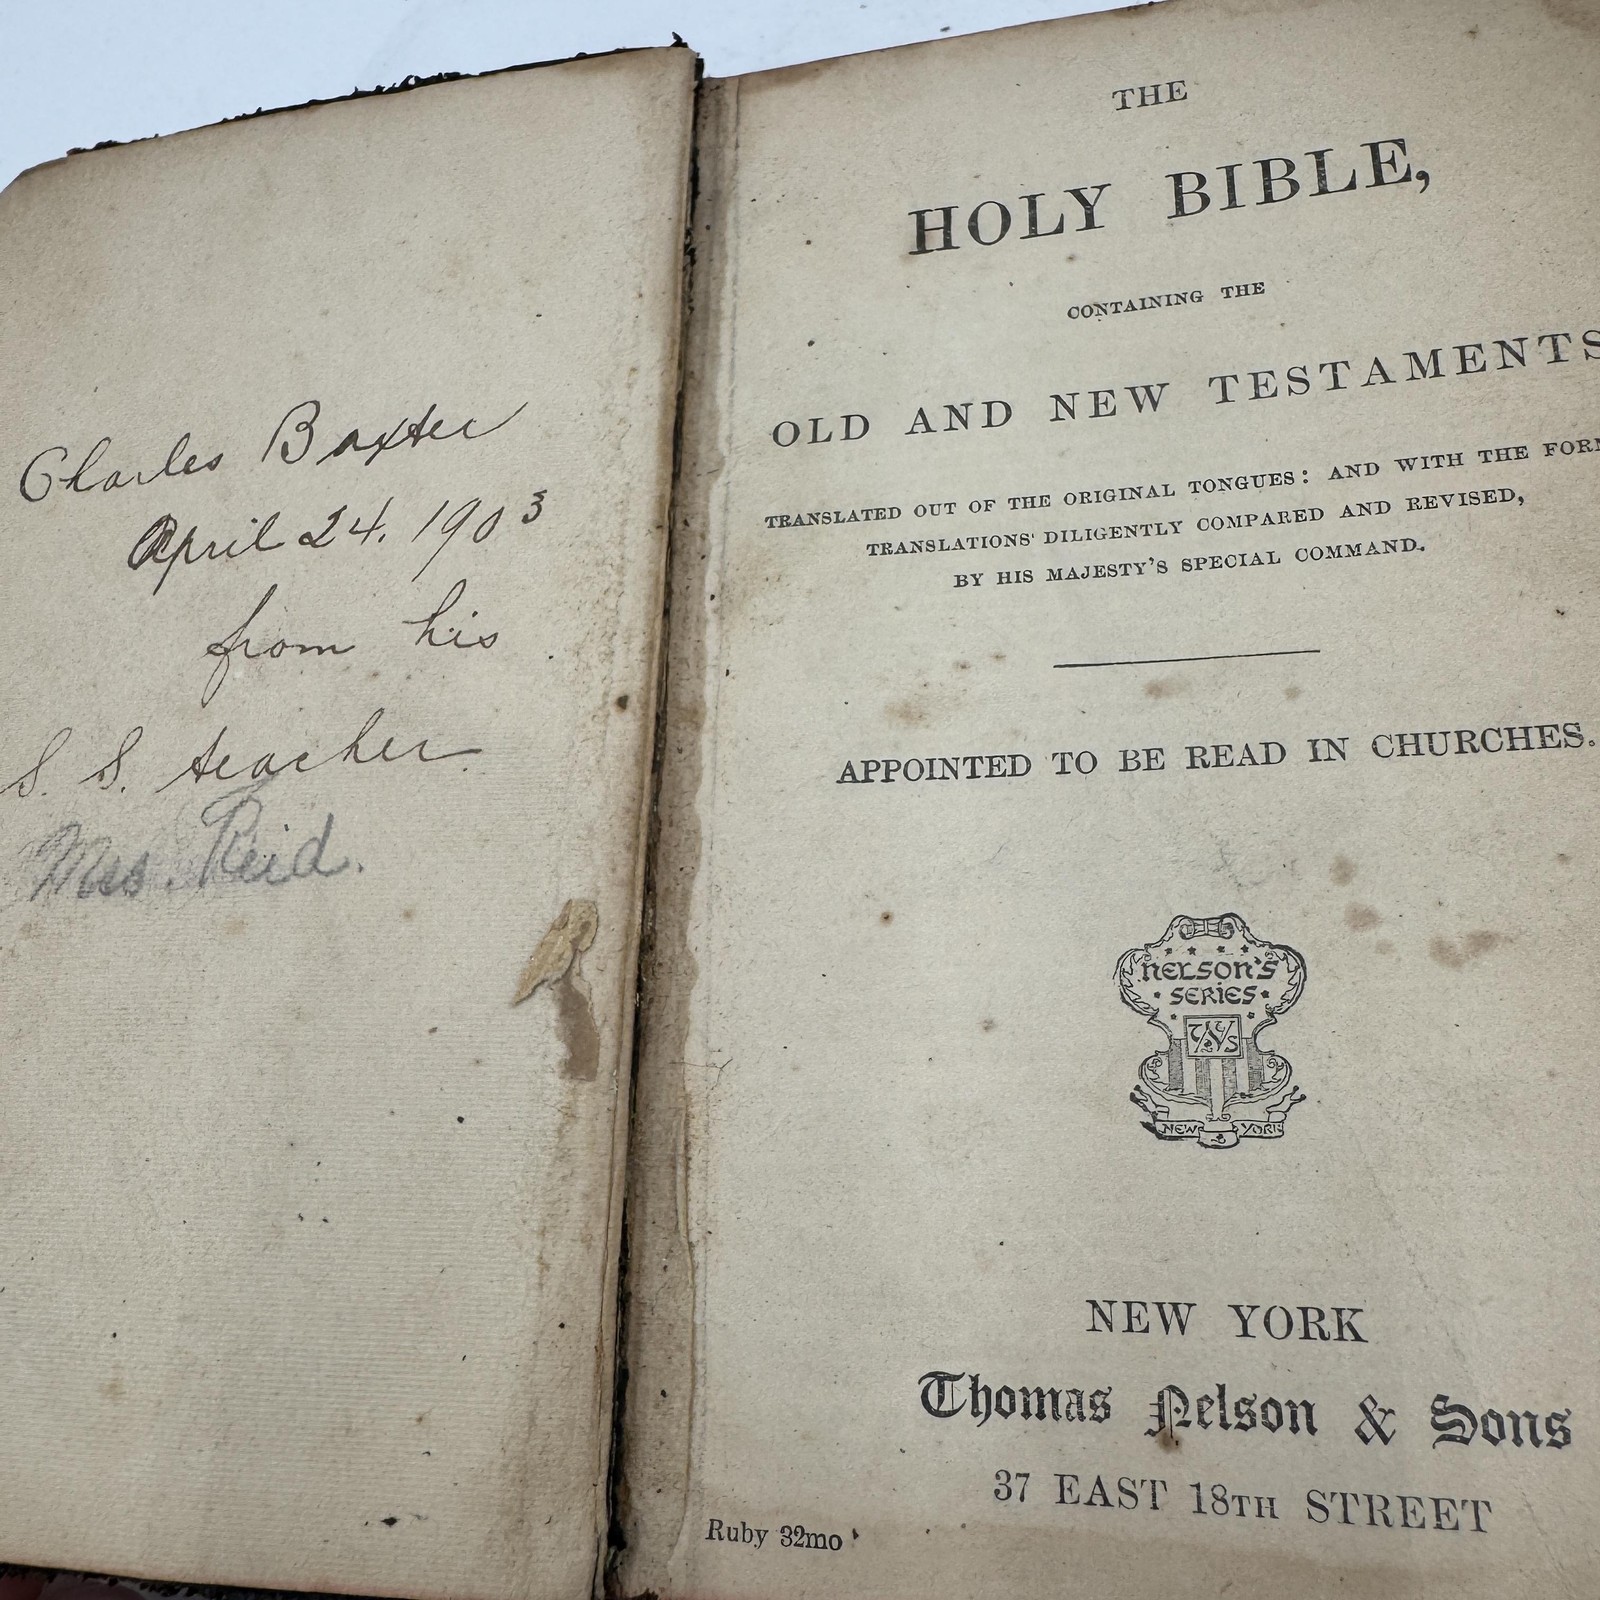 Charles Baxter
April 24, 1903
from his
S. S. teacher
Mrs. Reid.
THE
HOLY BIBLE,
CONTAINING THE
OLD AND NEW TESTAMENTS
TRANSLATED OUT OF THE ORIGINAL TONGUES: AND WITH THE FORM
TRANSLATIONS DILIGENTLY COMPARED AND REVISED,
BY HIS MAJESTY'S SPECIAL COMMAND.
APPOINTED TO BE READ IN CHURCHES.
NELSON'S
SERIES
TNS
NEW YORK
NEW YORK
Thomas Nelson & Sons
37 EAST 18TH STREET
Ruby 32mo